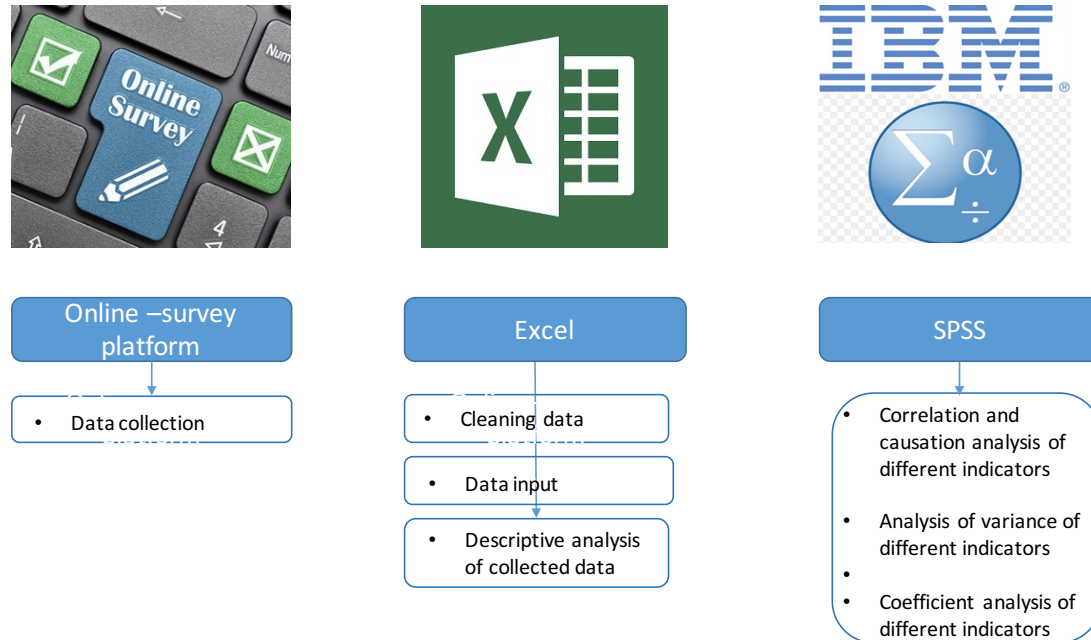 Online
Survey
Num
4
X
IBM®
Σ α ÷
Online –survey
platform
Excel
SPSS
• Data collection
• Cleaning data
• Data input
• Descriptive analysis
of collected data
• Correlation and
causation analysis of
different indicators
• Analysis of variance of
different indicators
•
• Coefficient analysis of
different indicators